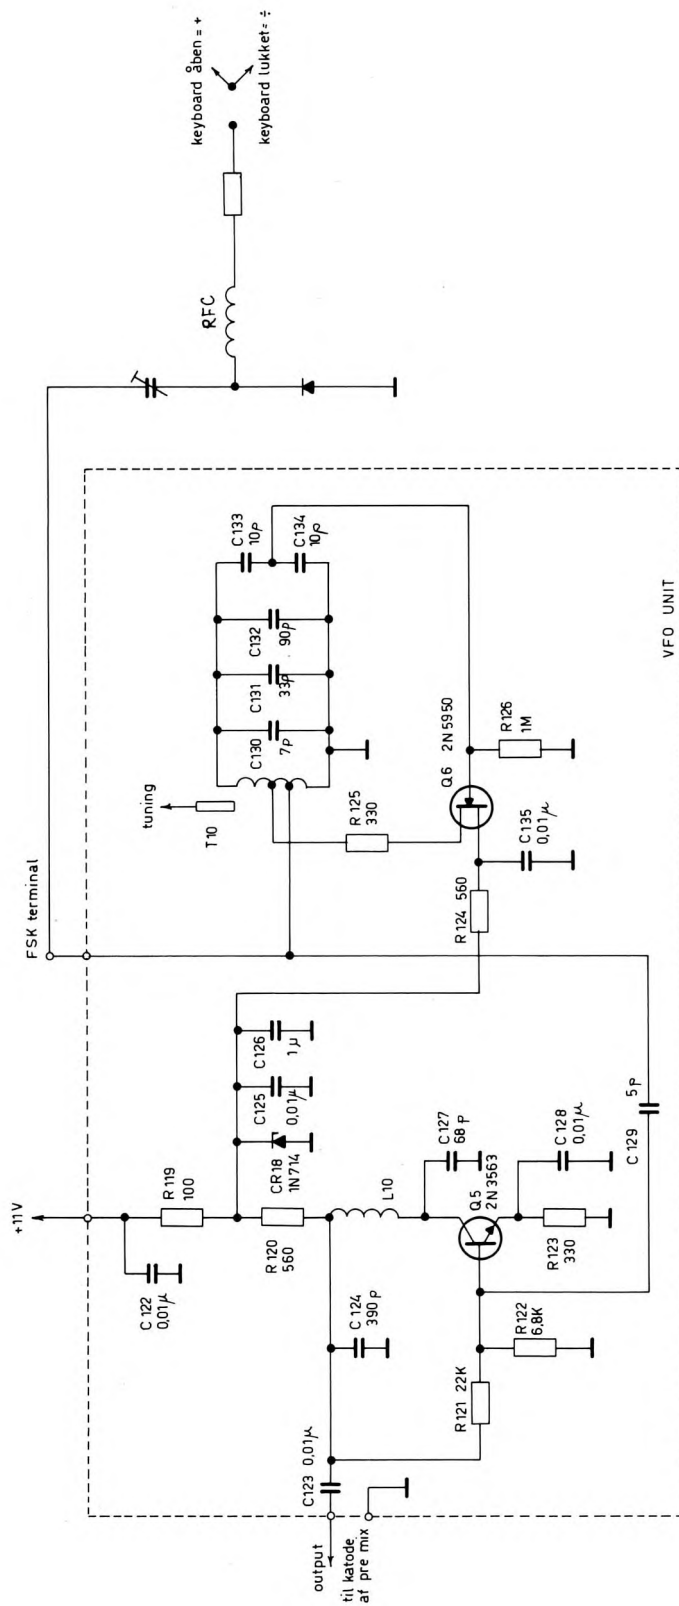 keyboard åben = +
keyboard lukket = ÷
RFC
FSK terminal
tuning
T10
C133
10p
C134
10p
C132
90p
C131
33p
C130
7p
R125
330
Q6 2N5950
R126
1M
C135
0,01µ
R124 560
VFO UNIT
+11V
R119
100
C126
1µ
C125
0,01µ
CR18
1N714
C122
0,01µ
R120
560
L10
C127
68p
Q5
2N3563
C128
0,01µ
C129
5p
R123
330
C124
390p
R122
6.8K
R121 22K
C123 0,01µ
output
til katode
af pre mix